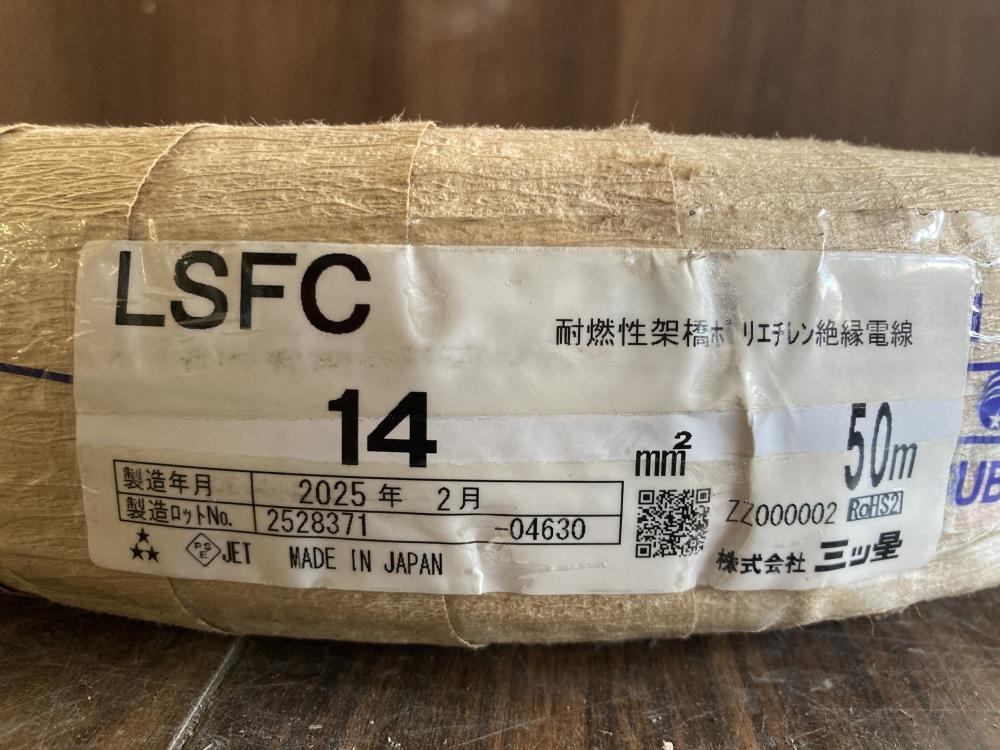 LSFC
耐燃性架橋ポリエチレン絶縁電線
14 mm² 50m
製造年月 2025年 2月
製造ロットNo. 2528371 -04630
ZZ000002 RoHS2
PSE JET MADE IN JAPAN
株式会社 三ッ星
UB